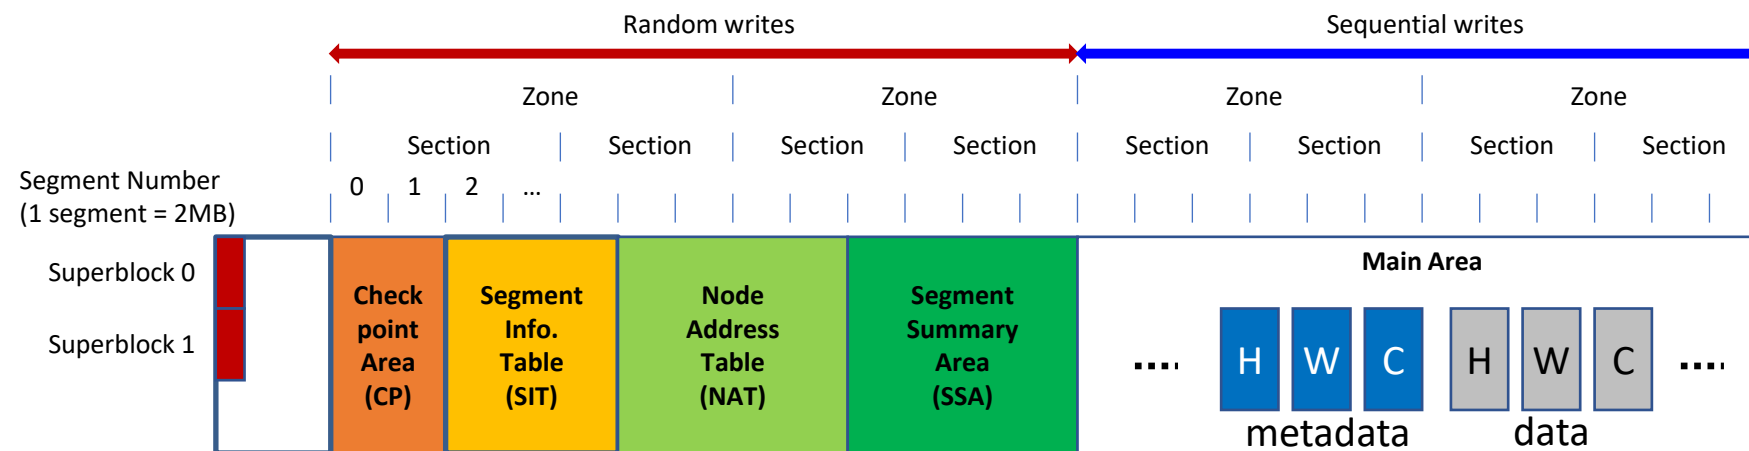 Random writes
Sequential writes
Zone
Zone
Zone
Zone
Section
Section
Section
Section
Section
Section
Section
Section
Segment Number
(1 segment = 2MB)
0
1
2
...
Superblock 0
Superblock 1
Check
point
Area
(CP)
Segment
Info.
Table
(SIT)
Node
Address
Table
(NAT)
Segment
Summary
Area
(SSA)
Main Area
....
H
W
C
H
W
C
....
metadata
data